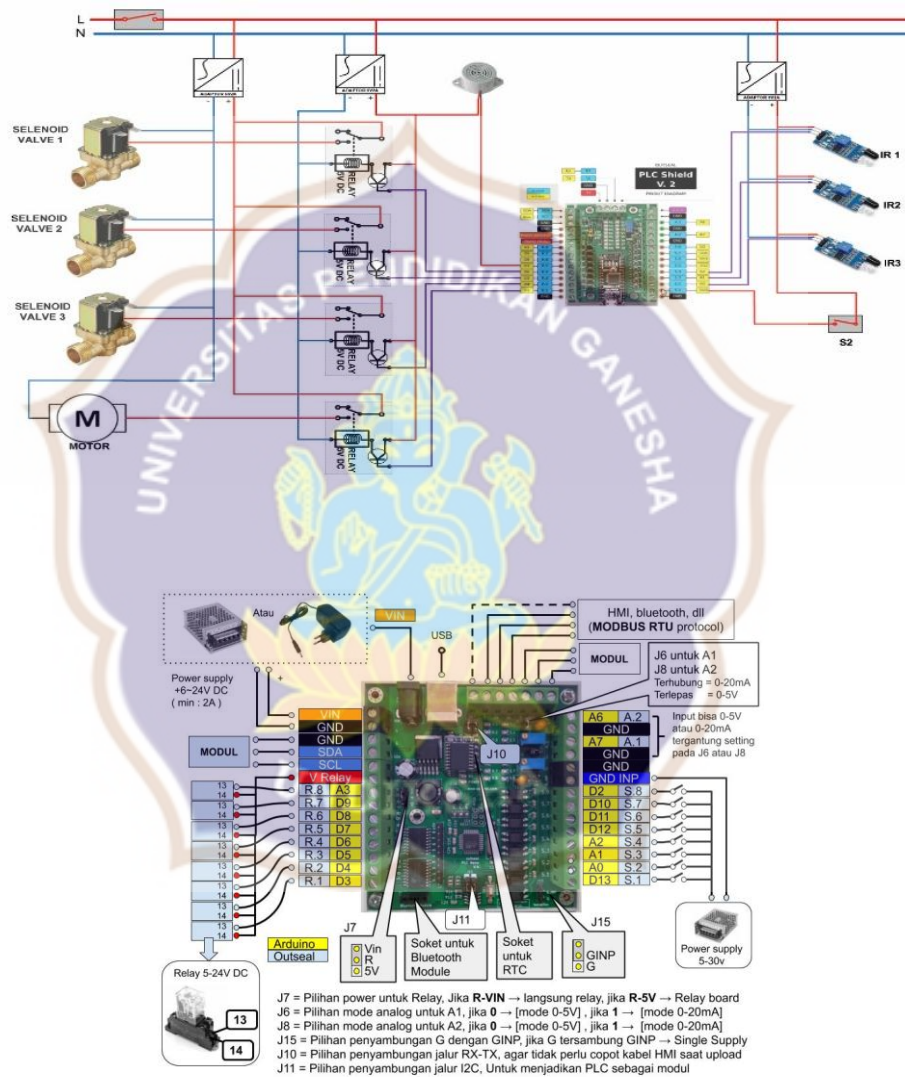 L
N
ADAPTOR
ADAPTOR
ADAPTOR
SELENOID
VALVE 1
SELENOID
VALVE 2
SELENOID
VALVE 3
RELAY
5V DC
RELAY
5V DC
RELAY
5V DC
RELAY
5V DC
M
MOTOR
OUTSEAL
PLC Shield
V. 2
IR 1
IR2
IR3
S2
UNIVERSITAS PENDIDIKAN GANESHA
Atau
Power supply
+6~24V DC
( min : 2A )
+
VIN
USB
HMI, bluetooth, dll
(MODBUS RTU protocol)
MODUL
J6 untuk A1
J8 untuk A2
Terhubung = 0-20mA
Terlepas = 0-5V
VIN
GND
GND
MODUL
SDA
SCL
V Relay
R.8 A3
R.7 D9
R.6 D8
R.5 D7
R.4 D6
R.3 D5
R.2 D4
R.1 D3
13
14
13
14
13
14
13
14
13
14
13
14
13
14
13
14
J10
A6 A.2
GND
A7 A.1
GND
GND
GND INP
D2 S.8
D10 S.7
D11 S.6
D12 S.5
A2 S.4
A1 S.3
A0 S.2
D13 S.1
Input bisa 0-5V
atau 0-20mA
tergantung setting
pada J6 atau J8
Power supply
5-30v
Arduino
Outseal
Relay 5-24V DC
13
14
J7
Vin
R
5V
Soket untuk
Bluetooth
Module
J11
Soket
untuk
RTC
J15
GINP
G
J7 = Pilihan power untuk Relay, Jika R-VIN → langsung relay, jika R-5V → Relay board
J6 = Pilihan mode analog untuk A1, jika 0 → [mode 0-5V] , jika 1 → [mode 0-20mA]
J8 = Pilihan mode analog untuk A2, jika 0 → [mode 0-5V] , jika 1 → [mode 0-20mA]
J15 = Pilihan penyambungan G dengan GINP, jika G tersambung GINP → Single Supply
J10 = Pilihan penyambungan jalur RX-TX, agar tidak perlu copot kabel HMI saat upload
J11 = Pilihan penyambungan jalur I2C, Untuk menjadikan PLC sebagai modul